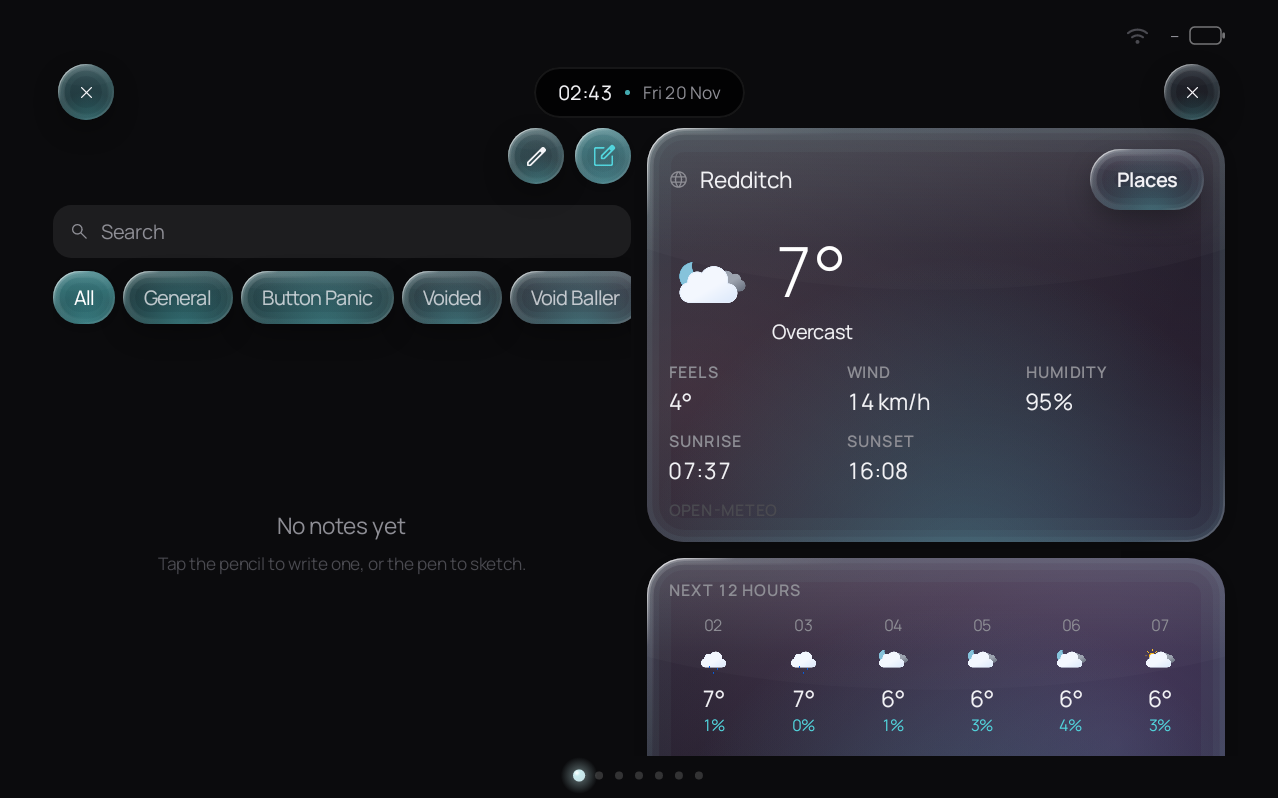 02:43 • Fri 20 Nov
Search
All General Button Panic Voided Void Baller
No notes yet
Tap the pencil to write one, or the pen to sketch.
Redditch
Places
7°
Overcast
FEELS WIND HUMIDITY
4° 14 km/h 95%
SUNRISE SUNSET
07:37 16:08
OPEN-METEO
NEXT 12 HOURS
02 03 04 05 06 07
7° 7° 6° 6° 6° 6°
1% 0% 1% 3% 4% 3%